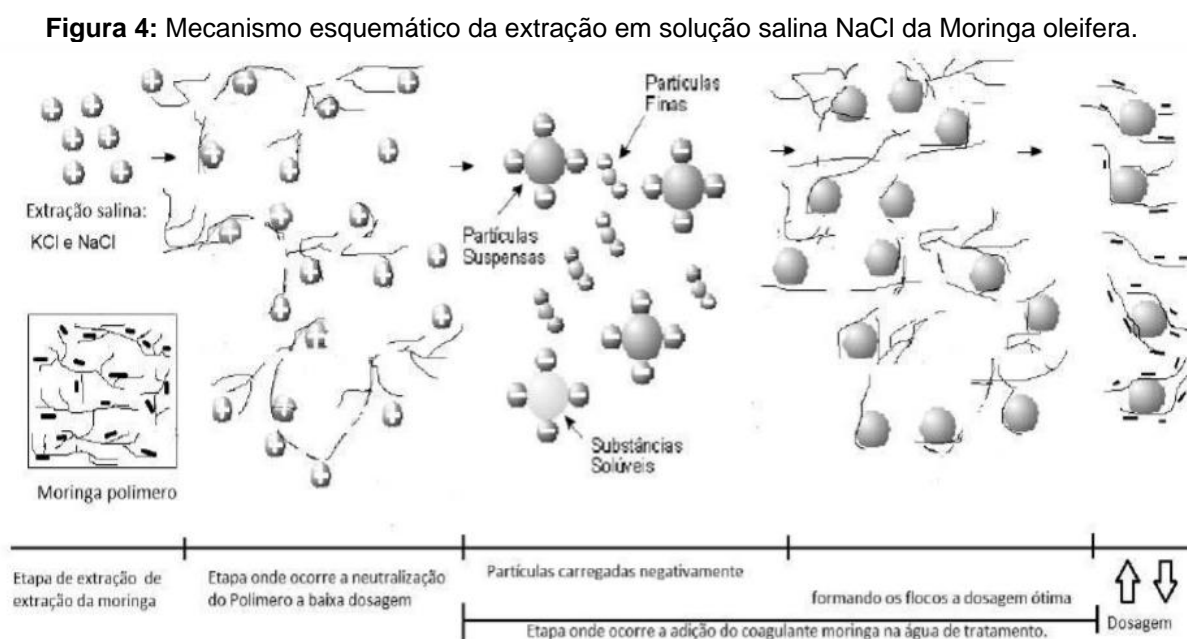 Figura 4: Mecanismo esquemático da extração em solução salina NaCl da Moringa oleifera.
Extração salina:
KCl e NaCl
Moringa polimero
Partículas
Suspensas
Partículas
Finas
Substâncias
Solúveis
Etapa de extração de
extração da moringa
Etapa onde ocorre a neutralização
do Polimero a baixa dosagem
Partículas carregadas negativamente
formando os flocos a dosagem ótima
Etapa onde ocorre a adição do coagulante moringa na água de tratamento.
Dosagem